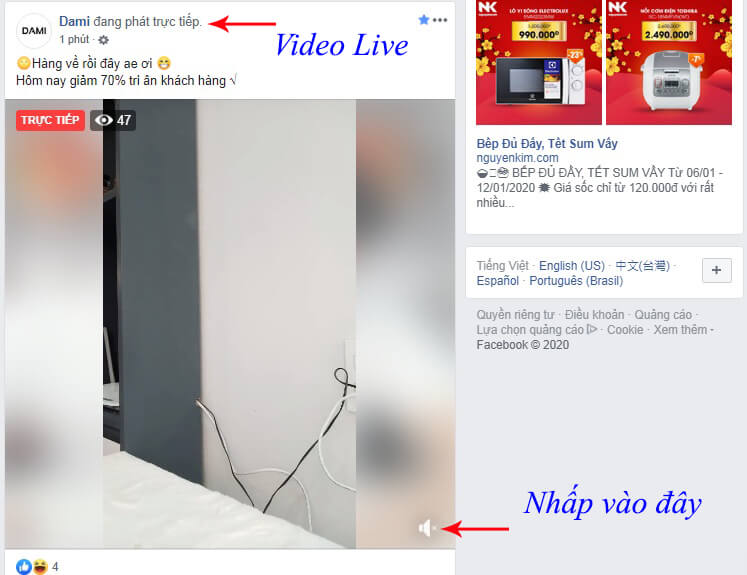 DAMI
Dami đang phát trực tiếp.
1 phút ·
Video Live
Hàng về rồi đây ae ơi
Hôm nay giảm 70% tri ân khách hàng √
TRỰC TIẾP 47
Nhấp vào đây
4
NK NK
LÒ VI SÓNG ELECTROLUX
NỒI CƠM ĐIỆN TOSHIBA
990.000đ
2.490.000đ
-23%
-7%
Electrolux
Bếp Đủ Đầy, Tết Sum Vầy
nguyenkim.com
BẾP ĐỦ ĐẦY, TẾT SUM VẦY Từ 06/01 -
12/01/2020 Giá sốc chỉ từ 120.000đ với rất
nhiều...
Tiếng Việt · English (US) · 中文(台灣) ·
Español · Português (Brasil)
+
Quyền riêng tư · Điều khoản · Quảng cáo ·
Lựa chọn quảng cáo · Cookie · Xem thêm -
Facebook © 2020